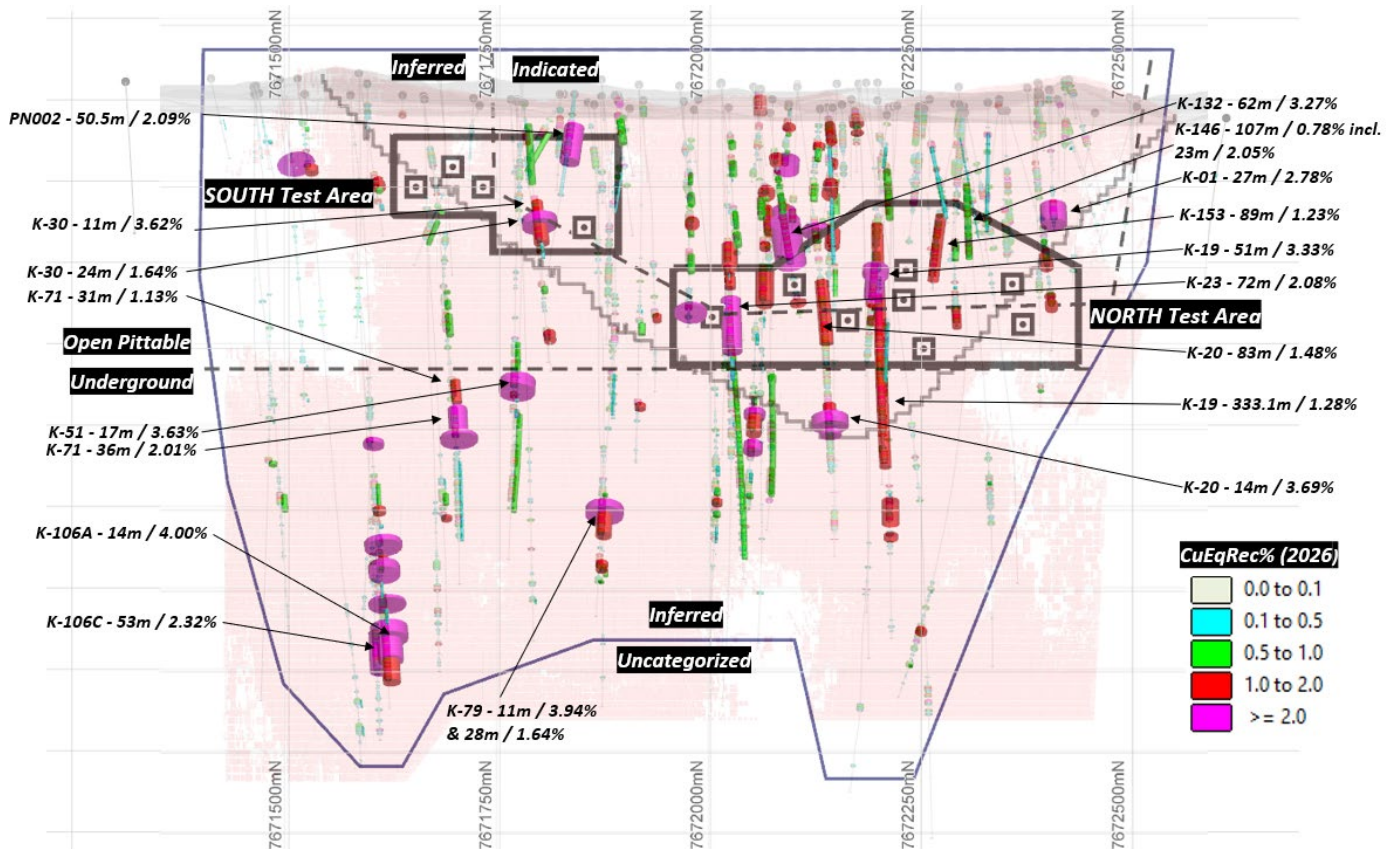 7671500mN
7671750mN
7672000mN
7672250mN
7672500mN
Inferred
Indicated
PN002 - 50.5m / 2.09%
SOUTH Test Area
K-30 - 11m / 3.62%
K-30 - 24m / 1.64%
K-71 - 31m / 1.13%
Open Pittable
Underground
K-51 - 17m / 3.63%
K-71 - 36m / 2.01%
K-106A - 14m / 4.00%
K-106C - 53m / 2.32%
K-132 - 62m / 3.27%
K-146 - 107m / 0.78% incl.
23m / 2.05%
K-01 - 27m / 2.78%
K-153 - 89m / 1.23%
K-19 - 51m / 3.33%
K-23 - 72m / 2.08%
NORTH Test Area
K-20 - 83m / 1.48%
K-19 - 333.1m / 1.28%
K-20 - 14m / 3.69%
Inferred
Uncategorized
K-79 - 11m / 3.94%
& 28m / 1.64%
CuEqRec% (2026)
0.0 to 0.1
0.1 to 0.5
0.5 to 1.0
1.0 to 2.0
>= 2.0
7671500mN
7671750mN
7672000mN
7672250mN
7672500mN